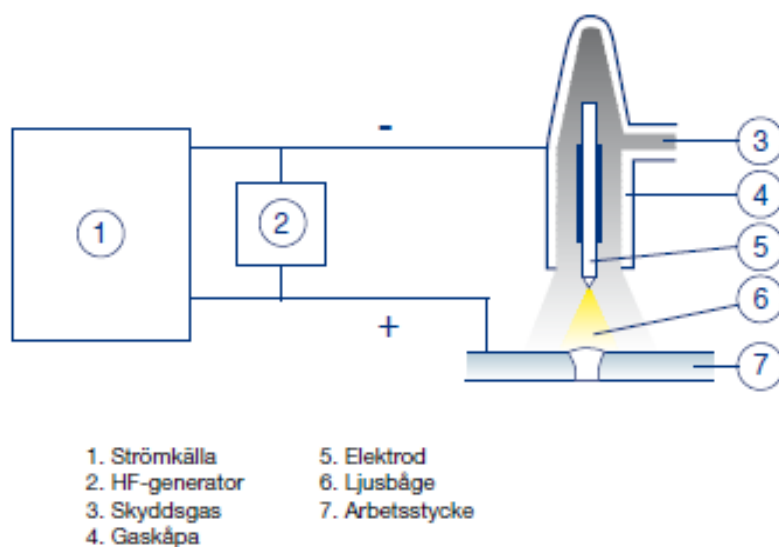 -
3
4
1
2
5
6
+
7
1. Strömkälla
2. HF-generator
3. Skyddsgas
4. Gaskåpa
5. Elektrod
6. Ljusbåge
7. Arbetsstycke